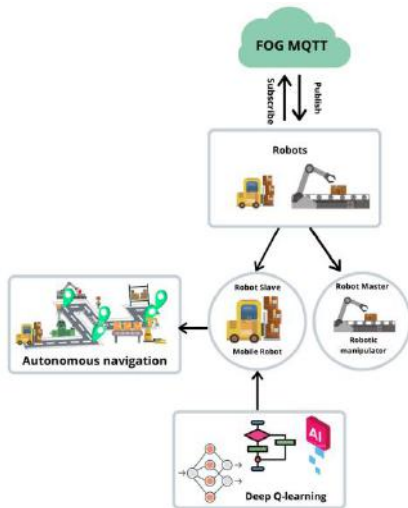 FOG MQTT
Subscribe
Publish
Robots
Robot Slave
Mobile Robot
Robot Master
Robotic
manipulator
Autonomous navigation
AI
Deep Q-learning